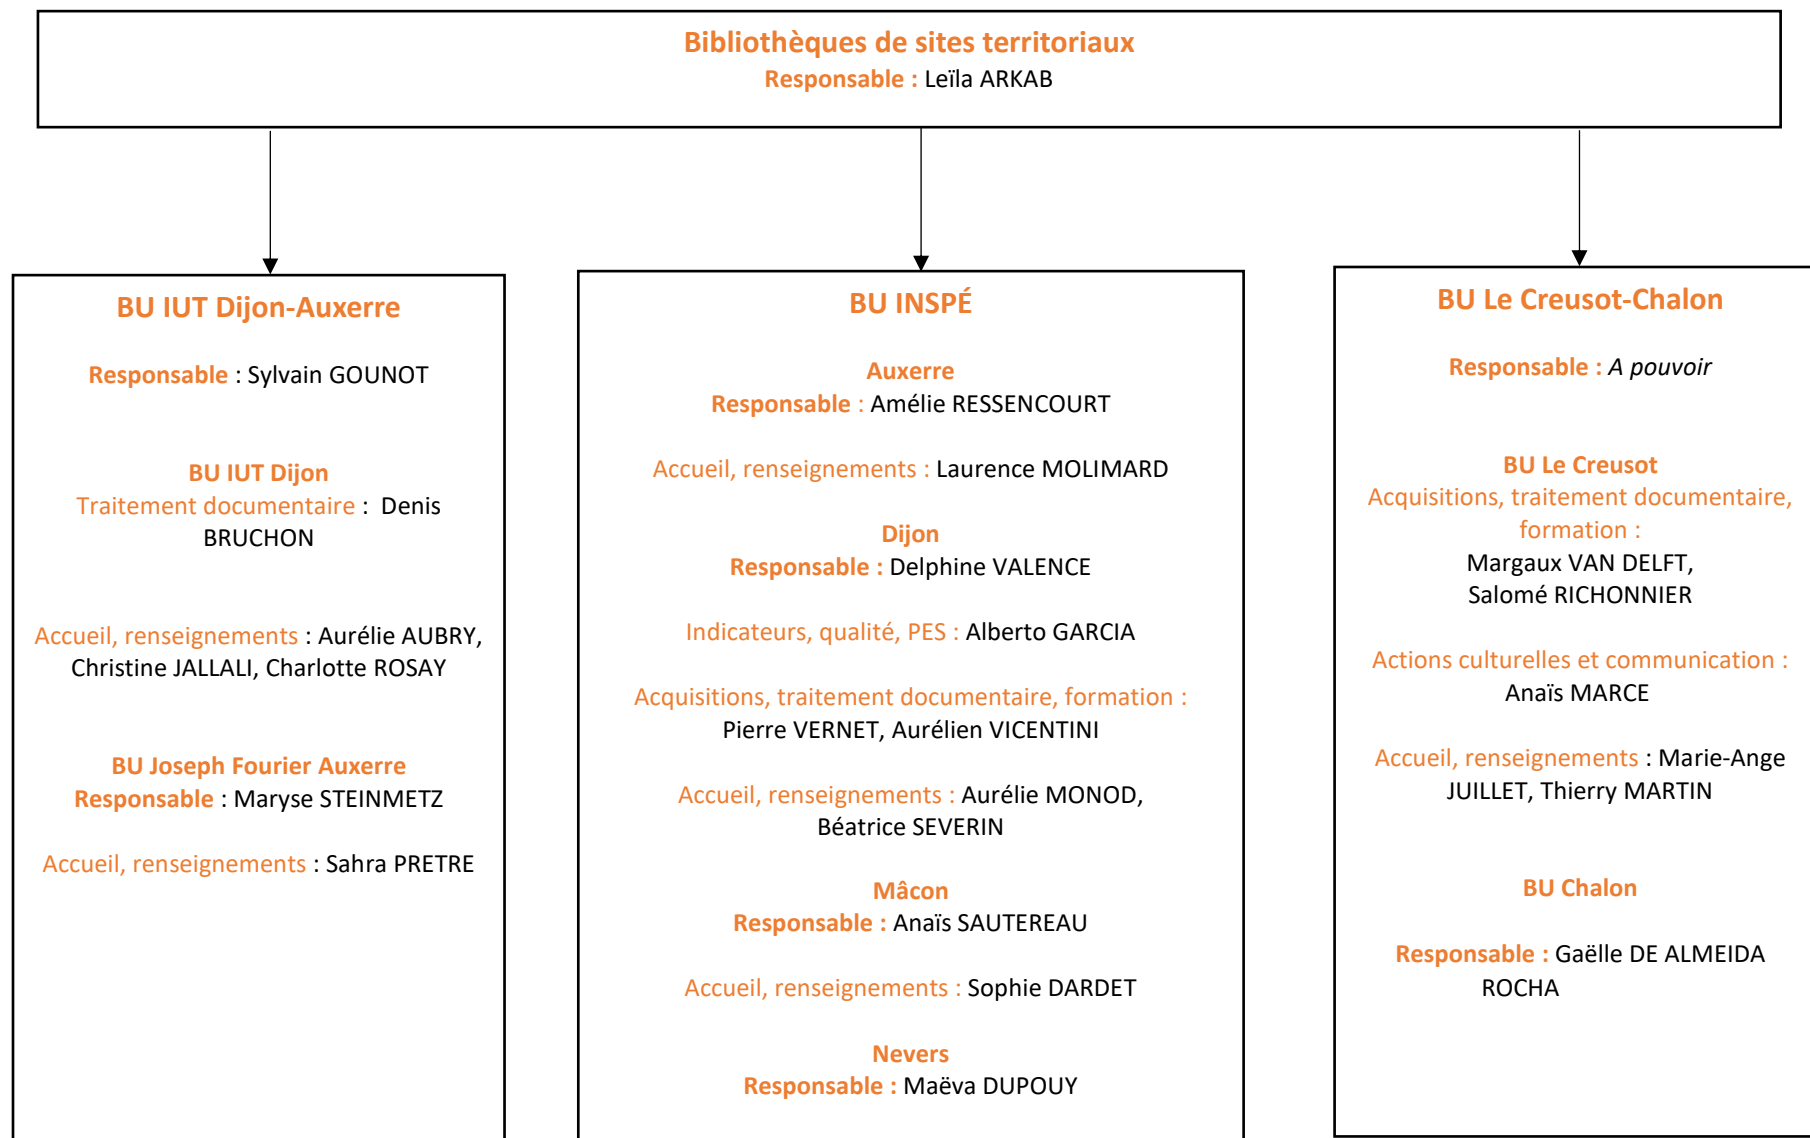 Bibliothèques de sites territoriaux
Responsable : Leïla ARKAB
BU IUT Dijon-Auxerre
Responsable : Sylvain GOUNOT
BU IUT Dijon
Traitement documentaire : Denis
BRUCHON
Accueil, renseignements : Aurélie AUBRY,
Christine JALLALI, Charlotte ROSAY
BU Joseph Fourier Auxerre
Responsable : Maryse STEINMETZ
Accueil, renseignements : Sahra PRETRE
BU INSPÉ
Auxerre
Responsable : Amélie RESSENCOURT
Accueil, renseignements : Laurence MOLIMARD
Dijon
Responsable : Delphine VALENCE
Indicateurs, qualité, PES : Alberto GARCIA
Acquisitions, traitement documentaire, formation :
Pierre VERNET, Aurélien VICENTINI
Accueil, renseignements : Aurélie MONOD,
Béatrice SEVERIN
Mâcon
Responsable : Anaïs SAUTEREAU
Accueil, renseignements : Sophie DARDET
Nevers
Responsable : Maëva DUPOUY
BU Le Creusot-Chalon
Responsable : A pouvoir
BU Le Creusot
Acquisitions, traitement documentaire,
formation :
Margaux VAN DELFT,
Salomé RICHONNIER
Actions culturelles et communication :
Anaïs MARCE
Accueil, renseignements : Marie-Ange
JUILLET, Thierry MARTIN
BU Chalon
Responsable : Gaëlle DE ALMEIDA
ROCHA